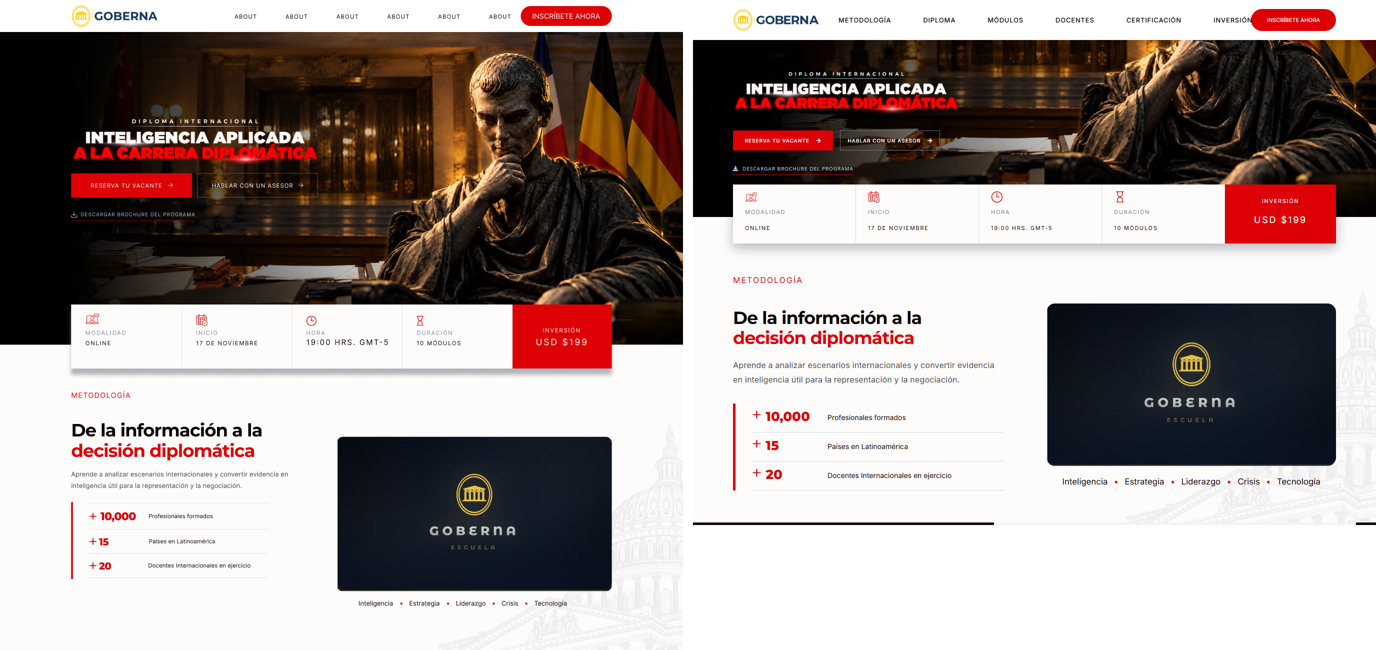 GOBERNA
ABOUT ABOUT ABOUT ABOUT ABOUT ABOUT INSCRÍBETE AHORA
DIPLOMA INTERNACIONAL
INTELIGENCIA APLICADA
A LA CARRERA DIPLOMÁTICA
RESERVA TU VACANTE → HABLAR CON UN ASESOR →
DESCARGAR BROCHURE DEL PROGRAMA
MODALIDAD
ONLINE
INICIO
17 DE NOVIEMBRE
HORA
19:00 HRS. GMT-5
DURACIÓN
10 MÓDULOS
INVERSIÓN
USD $199
METODOLOGÍA
De la información a la
decisión diplomática
Aprende a analizar escenarios internacionales y convertir evidencia en
inteligencia útil para la representación y la negociación.
+ 10,000 Profesionales formados
+ 15 Países en Latinoamérica
+ 20 Docentes Internacionales en ejercicio
GOBERNA
ESCUELA
Inteligencia • Estrategia • Liderazgo • Crisis • Tecnología
GOBERNA
METODOLOGÍA DIPLOMA MÓDULOS DOCENTES CERTIFICACIÓN INVERSIÓN INSCRÍBETE AHORA
DIPLOMA INTERNACIONAL
INTELIGENCIA APLICADA
A LA CARRERA DIPLOMÁTICA
RESERVA TU VACANTE → HABLAR CON UN ASESOR →
DESCARGAR BROCHURE DEL PROGRAMA
MODALIDAD
ONLINE
INICIO
17 DE NOVIEMBRE
HORA
19:00 HRS. GMT-5
DURACIÓN
10 MÓDULOS
INVERSIÓN
USD $199
METODOLOGÍA
De la información a la
decisión diplomática
Aprende a analizar escenarios internacionales y convertir evidencia
en inteligencia útil para la representación y la negociación.
+ 10,000 Profesionales formados
+ 15 Países en Latinoamérica
+ 20 Docentes Internacionales en ejercicio
GOBERNA
ESCUELA
Inteligencia • Estrategia • Liderazgo • Crisis • Tecnología